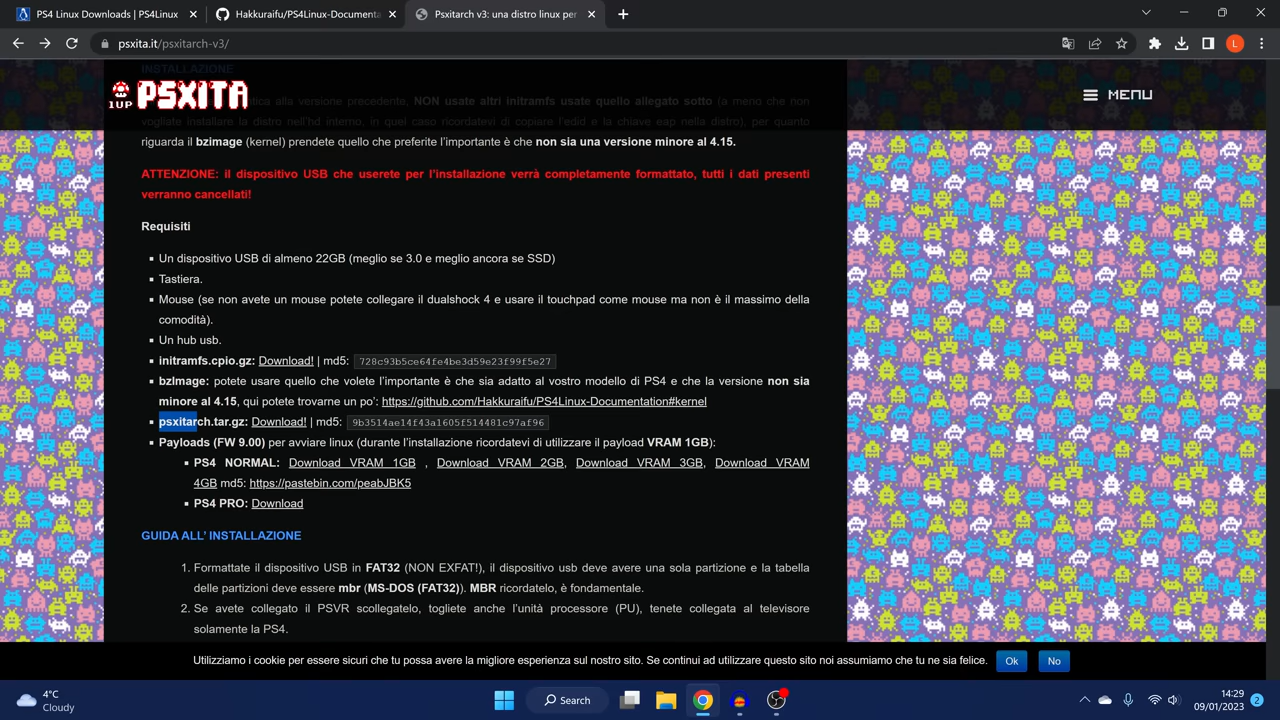 PS4 Linux Downloads | PS4Linux
Hakkuraifu/PS4Linux-Documenta
Psxitarch v3: una distro linux per
psxita.it/psxitarch-v3/
L
INSTALLAZIONE
1UP PSXITA
MENU
tica alla versione precedente, NON usate altri initramfs usate quello allegato sotto (a meno che non
vogliate installare la distro nell'hd interno, in quel caso ricordatevi di copiare l'edid e la chiave eap nella distro), per quanto
riguarda il bzimage (kernel) prendete quello che preferite l'importante è che non sia una versione minore al 4.15.
ATTENZIONE: il dispositivo USB che userete per l'installazione verrà completamente formattato, tutti i dati presenti
verranno cancellati!
Requisiti
Un dispositivo USB di almeno 22GB (meglio se 3.0 e meglio ancora se SSD)
Tastiera.
Mouse (se non avete un mouse potete collegare il dualshock 4 e usare il touchpad come mouse ma non è il massimo della
comodità).
Un hub usb.
initramfs.cpio.gz: Download! | md5: 728c93b5ce64fe4be3d59e23f99f5e27
bzImage: potete usare quello che volete l'importante è che sia adatto al vostro modello di PS4 e che la versione non sia
minore al 4.15, qui potete trovarne un po': https://github.com/Hakkuraifu/PS4Linux-Documentation#kernel
psxitarch.tar.gz: Download! | md5: 9b3514ae14f43a1605f514481c97af96
Payloads (FW 9.00) per avviare linux (durante l'installazione ricordatevi di utilizzare il payload VRAM 1GB):
PS4 NORMAL: Download VRAM 1GB , Download VRAM 2GB, Download VRAM 3GB, Download VRAM
4GB md5: https://pastebin.com/peabJBK5
PS4 PRO: Download
GUIDA ALL' INSTALLAZIONE
1. Formattate il dispositivo USB in FAT32 (NON EXFAT!), il dispositivo usb deve avere una sola partizione e la tabella
delle partizioni deve essere mbr (MS-DOS (FAT32)). MBR ricordatelo, è fondamentale.
2. Se avete collegato il PSVR scollegatelo, togliete anche l'unità processore (PU), tenete collegata al televisore
solamente la PS4.
Utilizziamo i cookie per essere sicuri che tu possa avere la migliore esperienza sul nostro sito. Se continui ad utilizzare questo sito noi assumiamo che tu ne sia felice.
Ok
No
4°C
Cloudy
Search
14:29
09/01/2023
2